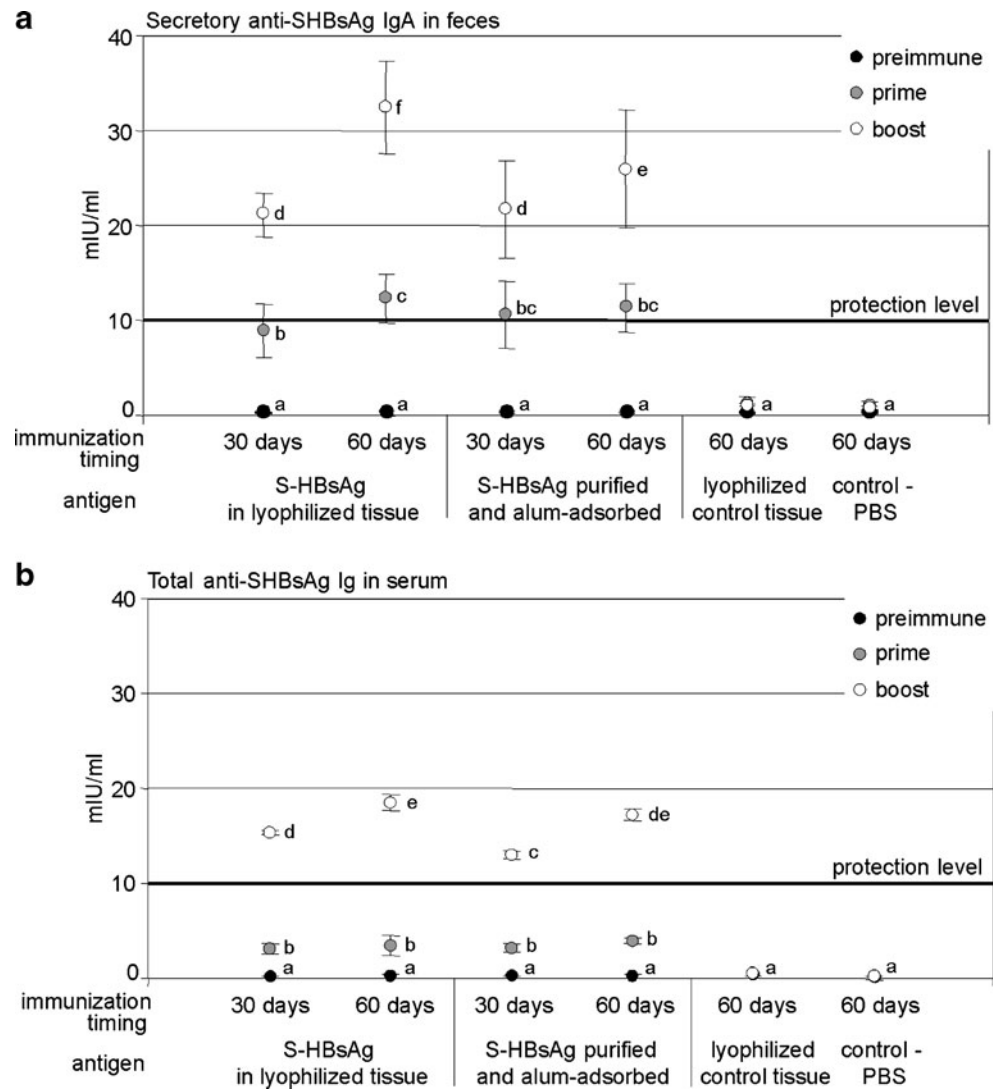 a
Secretory anti-SHBsAg IgA in feces
40
preimmune
prime
f
30
boost
e
mIU/ml
d
d
20
c
bc
bc
protection level
10
b
a
a
a
a
a
a
0
immunization timing
30 days
60 days
30 days
60 days
60 days
60 days
antigen
S-HBsAg
in lyophilized tissue
S-HBsAg purified
and alum-adsorbed
lyophilized
control tissue
control -
PBS
b
Total anti-SHBsAg Ig in serum
40
preimmune
prime
boost
30
mIU/ml
20
e
de
d
c
protection level
10
b
b
b
b
a
a
a
a
a
a
0
immunization timing
30 days
60 days
30 days
60 days
60 days
60 days
antigen
S-HBsAg
in lyophilized tissue
S-HBsAg purified
and alum-adsorbed
lyophilized
control tissue
control -
PBS